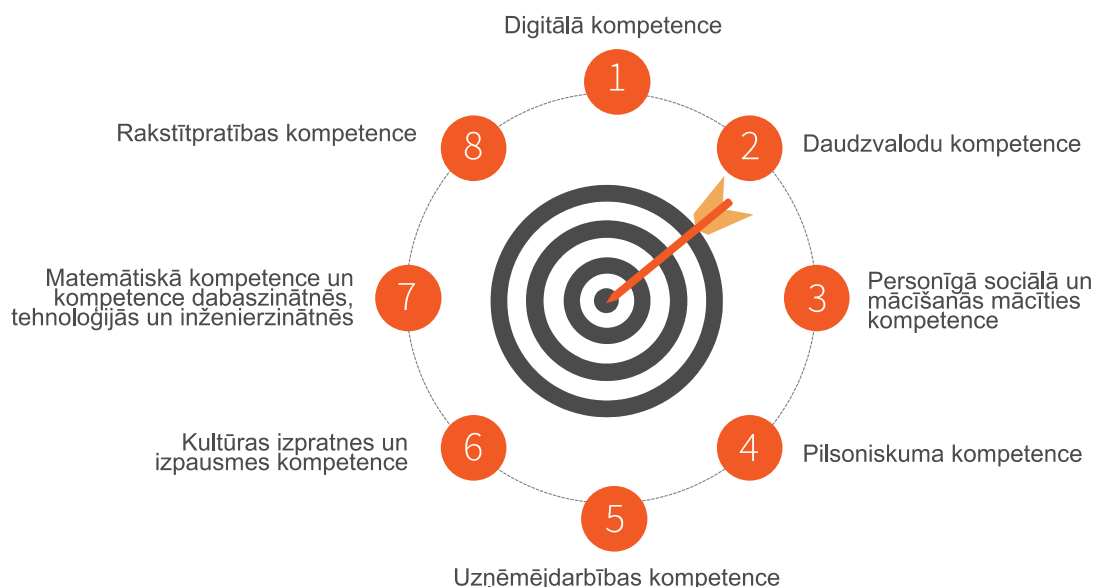 Digitālā kompetence
1
2
Daudzvalodu kompetence
3
Personīgā sociālā un
mācīšanās mācīties
kompetence
4
Pilsoniskuma kompetence
5
Uzņēmējdarbības kompetence
6
Kultūras izpratnes un
izpausmes kompetence
7
Matemātiskā kompetence un
kompetence dabaszinātnēs,
tehnoloģijās un inženierzinātnēs
8
Rakstītpratības kompetence